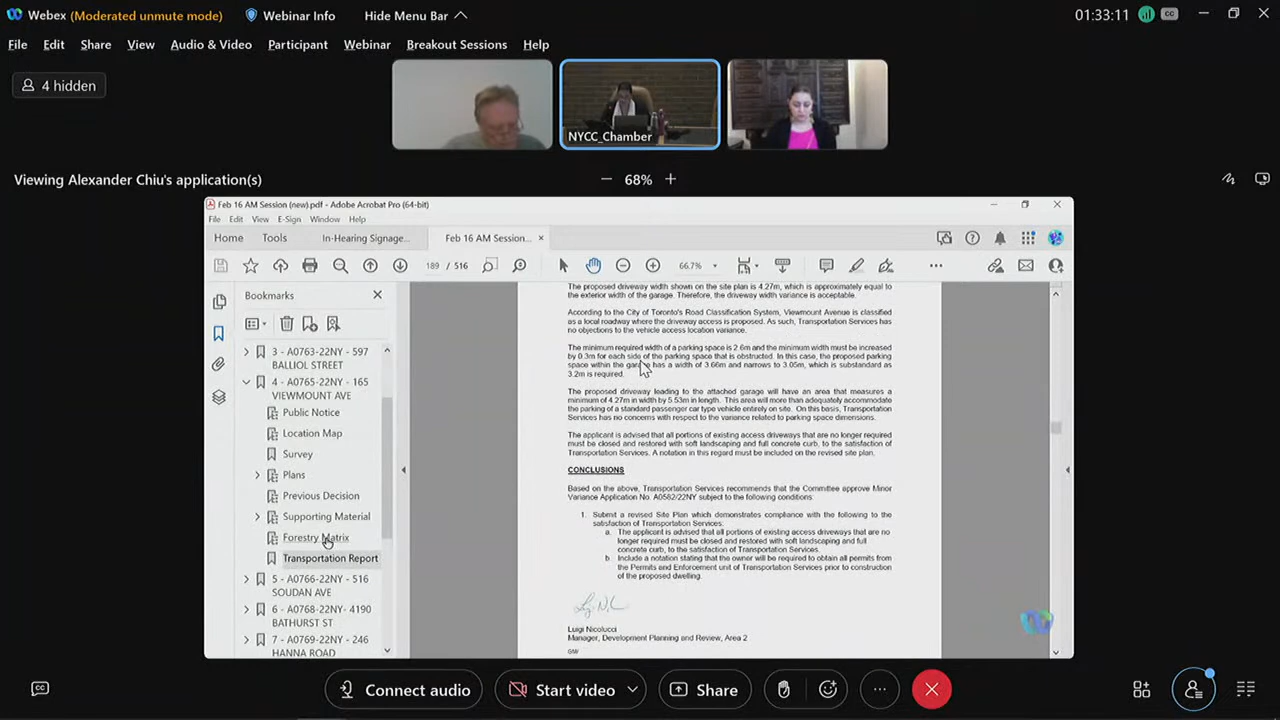 Webex (Moderated unmute mode) Webinar Info Hide Menu Bar 01:33:11 CC
File Edit Share View Audio & Video Participant Webinar Breakout Sessions Help
4 hidden
NYCC_Chamber
Viewing Alexander Chiu's application(s) 68%
Feb 16 AM Session (new).pdf - Adobe Acrobat Pro (64-bit)
File Edit View E-Sign Window Help
Home Tools In-Hearing Signage... Feb 16 AM Session...
189 / 516 66.7%
Bookmarks
3 - A0763-22NY - 597
BALLIOL STREET
4 - A0765-22NY - 165
VIEWMOUNT AVE
Public Notice
Location Map
Survey
Plans
Previous Decision
Supporting Material
Forestry Matrix
Transportation Report
5 - A0766-22NY - 516
SOUDAN AVE
6 - A0768-22NY- 4190
BATHURST ST
7 - A0769-22NY - 246
HANNA ROAD
The proposed driveway width shown on the site plan is 4.27m, which is approximately equal to
the exterior width of the garage. Therefore, the driveway width variance is acceptable.
According to the City of Toronto's Road Classification System, Viewmount Avenue is classified
as a local roadway where the driveway access is proposed. As such, Transportation Services has
no objections to the vehicle access location variance.
The minimum required width of a parking space is 2.6m and the minimum width must be increased
by 0.3m for each side of the parking space that is obstructed. In this case, the proposed parking
space within the garage has a width of 3.66m and narrows to 3.05m, which is substandard as
3.2m is required.
The proposed driveway leading to the attached garage will have an area that measures a
minimum of 4.27m in width by 5.53m in length. This area will more than adequately accommodate
the parking of a standard passenger car type vehicle entirely on site. On this basis, Transportation
Services has no concerns with respect to the variance related to parking space dimensions.
The applicant is advised that all portions of existing access driveways that are no longer required
must be closed and restored with soft landscaping and full concrete curb, to the satisfaction of
Transportation Services. A notation in this regard must be included on the revised site plan.
CONCLUSIONS
Based on the above, Transportation Services recommends that the Committee approve Minor
Variance Application No. A0582/22NY subject to the following conditions:
1. Submit a revised Site Plan which demonstrates compliance with the following to the
satisfaction of Transportation Services:
a. The applicant is advised that all portions of existing access driveways that are no
longer required must be closed and restored with soft landscaping and full
concrete curb, to the satisfaction of Transportation Services.
b. Include a notation stating that the owner will be required to obtain all permits from
the Permits and Enforcement unit of Transportation Services prior to construction
of the proposed dwelling.
Luigi Nicolucci
Manager, Development Planning and Review, Area 2
Connect audio Start video Share